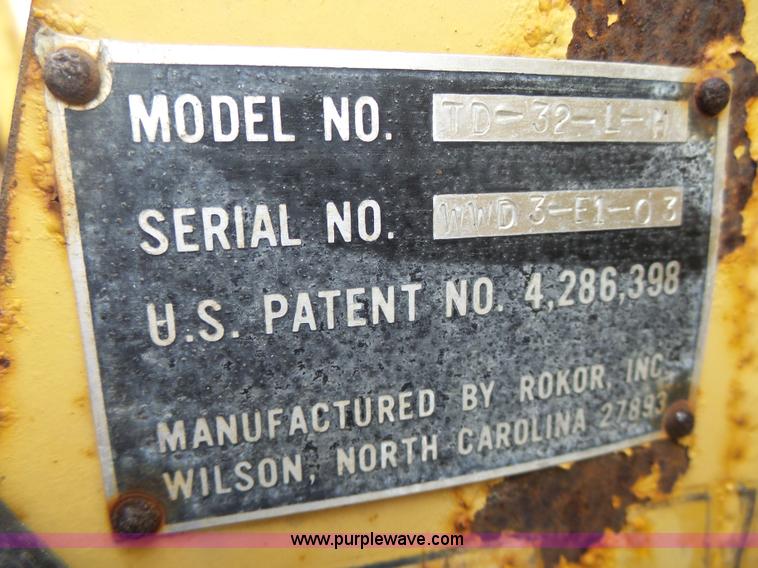 MODEL NO. TD-32-L-H
SERIAL NO. WWD3-E1-03
U.S. PATENT NO. 4,286,398
MANUFACTURED BY ROKOR, INC.
WILSON, NORTH CAROLINA 27893
www.purplewave.com